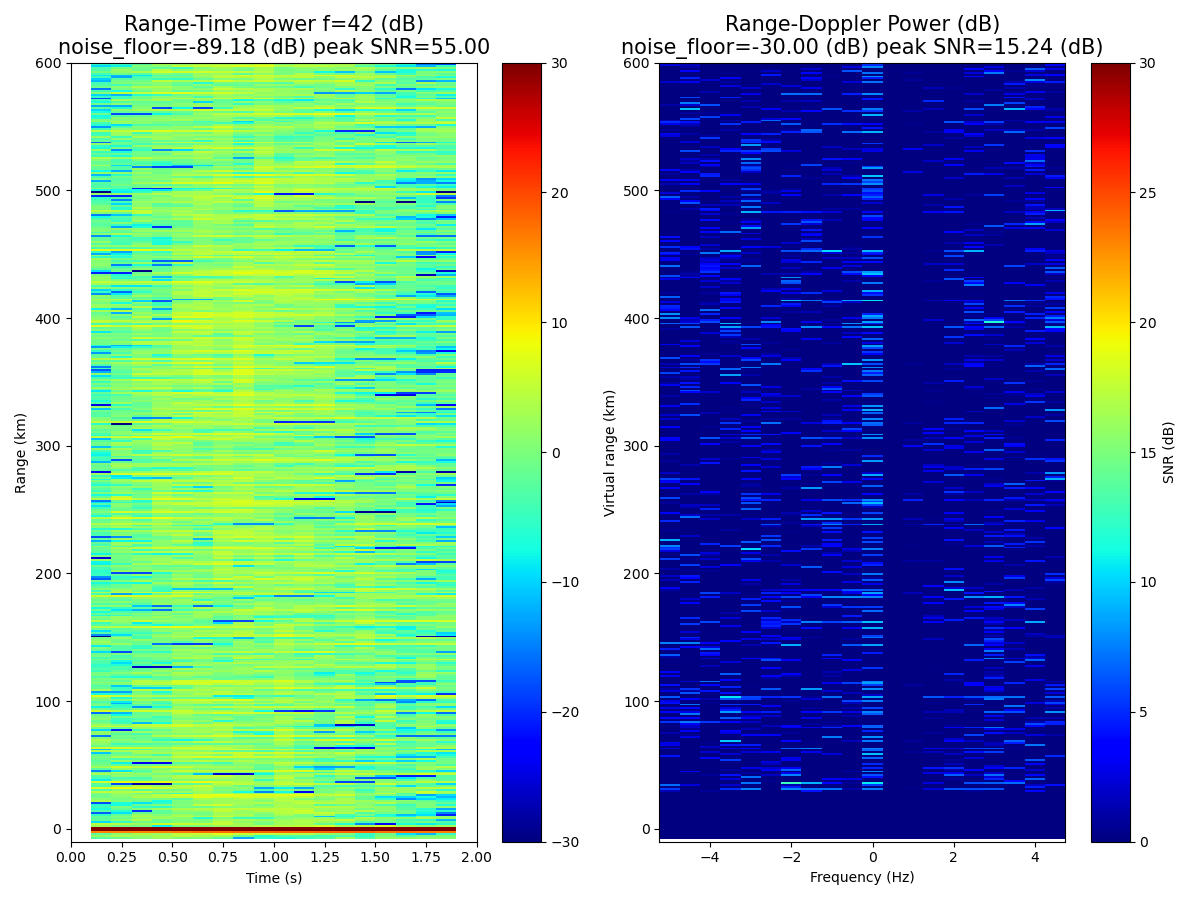 Range-Time Power f=42 (dB)
noise_floor=-89.18 (dB) peak SNR=55.00
Range (km)
600
500
400
300
200
100
0
0.00 0.25 0.50 0.75 1.00 1.25 1.50 1.75 2.00
Time (s)
30
20
10
0
−10
−20
−30
Range-Doppler Power (dB)
noise_floor=-30.00 (dB) peak SNR=15.24 (dB)
Virtual range (km)
600
500
400
300
200
100
0
−4 −2 0 2 4
Frequency (Hz)
30
25
20
15
10
5
0
SNR (dB)